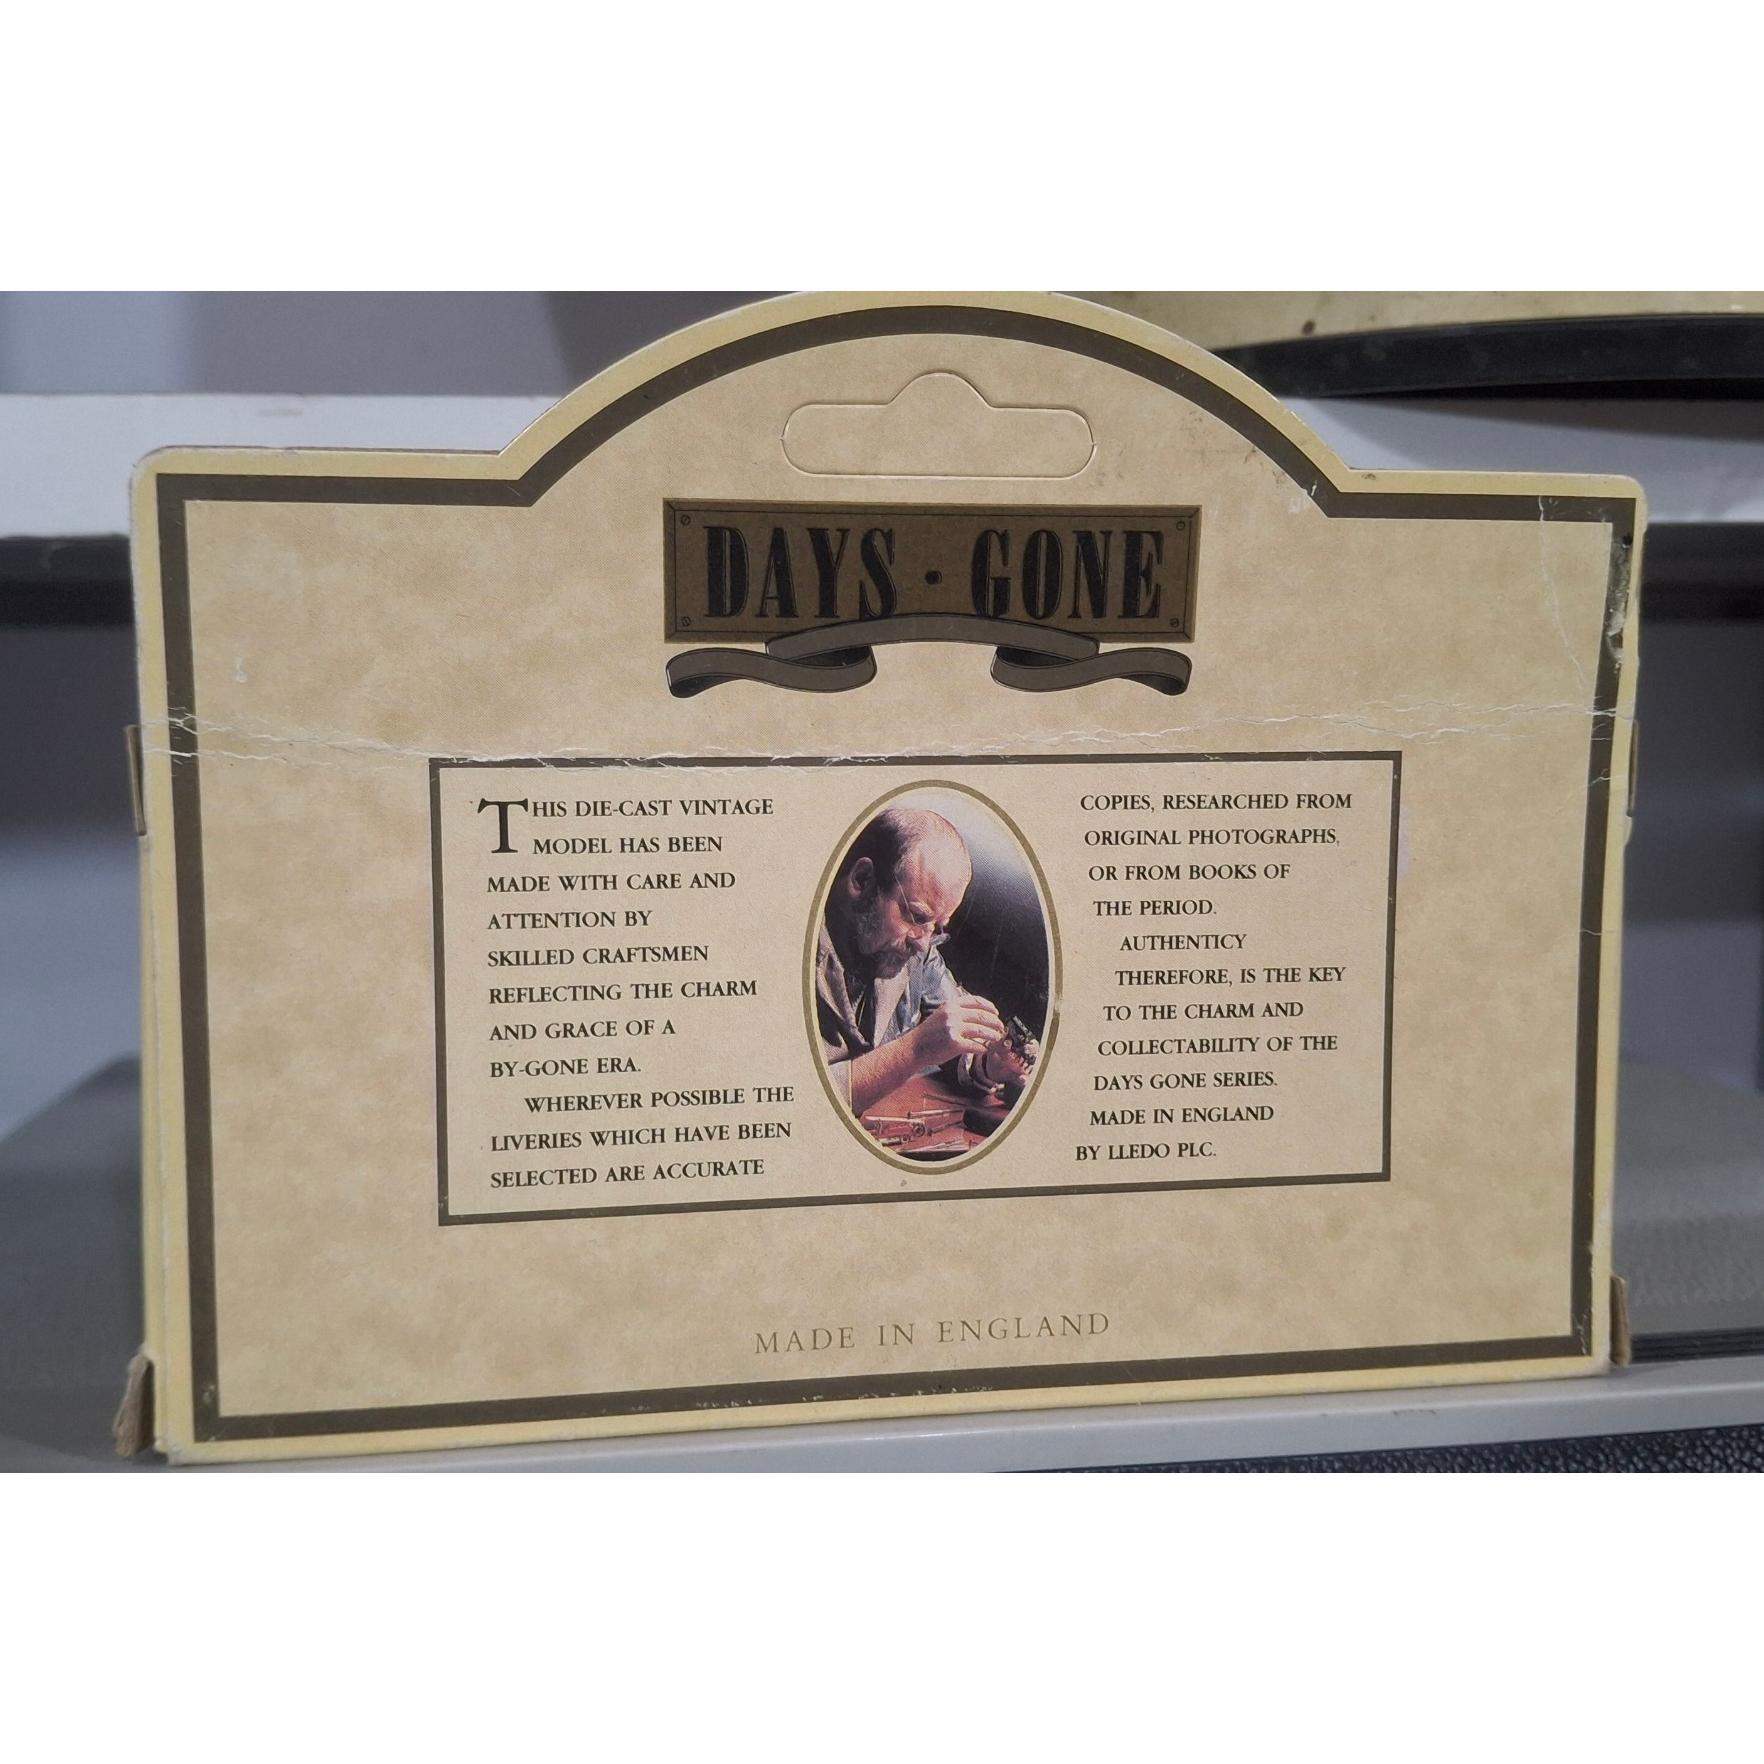 DAYS · GONE
THIS DIE-CAST VINTAGE
MODEL HAS BEEN
MADE WITH CARE AND
ATTENTION BY
SKILLED CRAFTSMEN
REFLECTING THE CHARM
AND GRACE OF A
BY-GONE ERA.
WHEREVER POSSIBLE THE
LIVERIES WHICH HAVE BEEN
SELECTED ARE ACCURATE
COPIES, RESEARCHED FROM
ORIGINAL PHOTOGRAPHS,
OR FROM BOOKS OF
THE PERIOD.
AUTHENTICY
THEREFORE, IS THE KEY
TO THE CHARM AND
COLLECTABILITY OF THE
DAYS GONE SERIES.
MADE IN ENGLAND
BY LLEDO PLC.
MADE IN ENGLAND